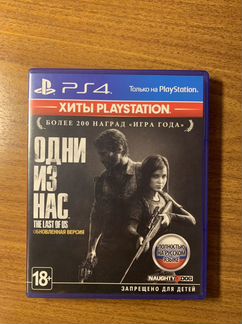 PS4 Только на PlayStation.
ХИТЫ PLAYSTATION
БОЛЕЕ 200 НАГРАД «ИГРА ГОДА»
ОДНИ
ИЗ
НАС
THE LAST OF US
ОБНОВЛЕННАЯ ВЕРСИЯ
ПОЛНОСТЬЮ
НА РУССКОМ
ЯЗЫКЕ
18+
NAUGHTY DOG
ЗАПРЕЩЕНО ДЛЯ ДЕТЕЙ